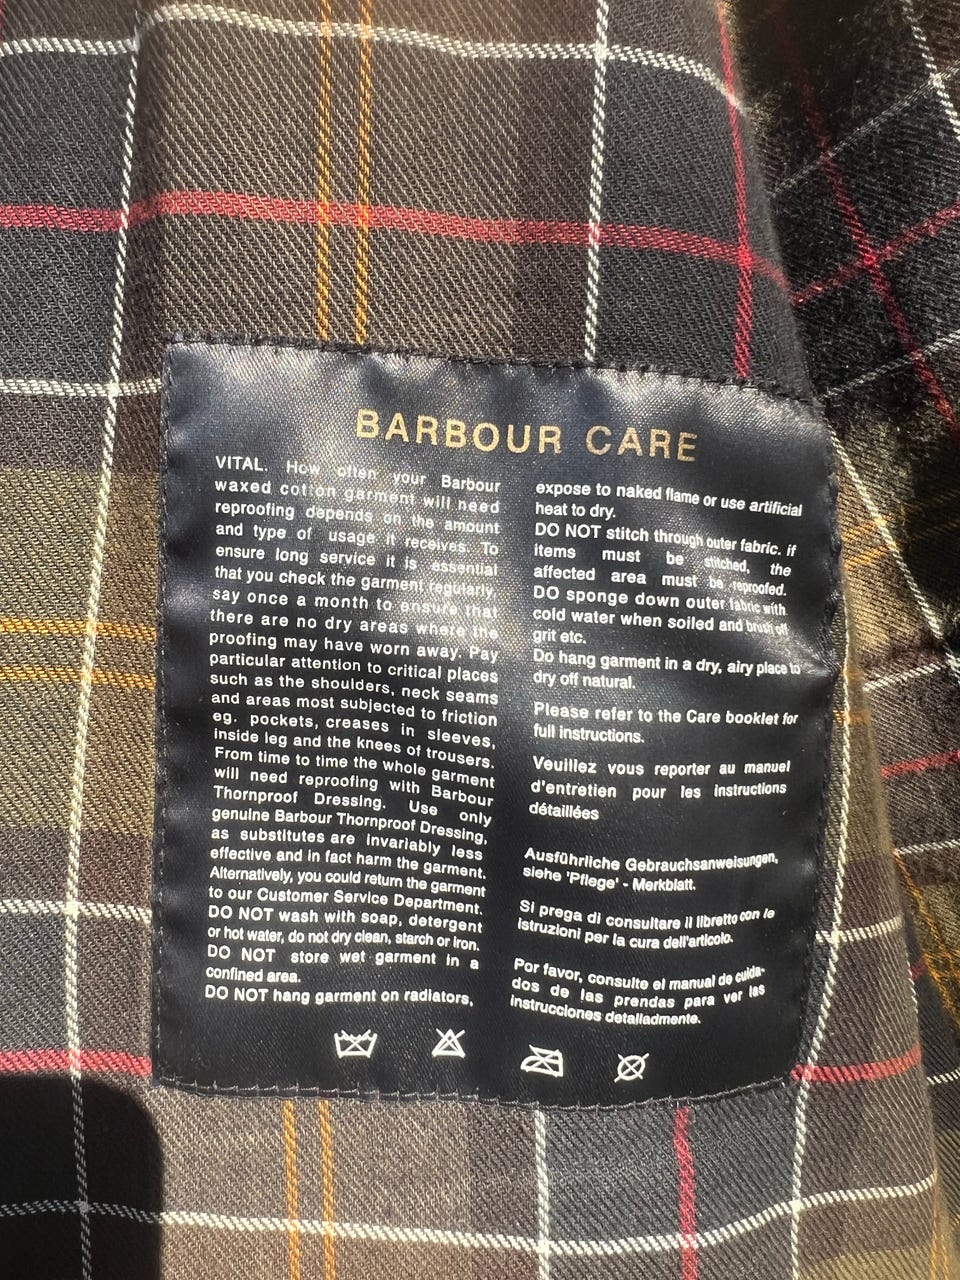 BARBOUR CARE
VITAL. How often your Barbour
waxed cotton garment will need
reproofing depends on the amount
and type of usage it receives. To
ensure long service it is essential
that you check the garment regularly,
say once a month to ensure that
there are no dry areas where the
proofing may have worn away. Pay
particular attention to critical places
such as the shoulders, neck seams
and areas most subjected to friction
eg. pockets, creases in sleeves,
inside leg and the knees of trousers.
From time to time the whole garment
will need reproofing with Barbour
Thornproof Dressing. Use only
genuine Barbour Thornproof Dressing,
as substitutes are invariably less
effective and in fact harm the garment.
Alternatively, you could return the garment
to our Customer Service Department.
DO NOT wash with soap, detergent
or hot water, do not dry clean, starch or iron.
DO NOT store wet garment in a
confined area.
DO NOT hang garment on radiators,
expose to naked flame or use artificial
heat to dry.
DO NOT stitch through outer fabric. if
items must be stitched, the
affected area must be reproofed.
DO sponge down outer fabric with
cold water when soiled and brush off
grit etc.
Do hang garment in a dry, airy place to
dry off natural.
Please refer to the Care booklet for
full instructions.
Veuillez vous reporter au manuel
d'entretien pour les instructions
détaillées
Ausführliche Gebrauchsanweisungen,
siehe 'Pflege' - Merkblatt.
Si prega di consultare il libretto con le
istruzioni per la cura dell'articolo.
Por favor, consulte el manual de cuida-
dos de las prendas para ver las
instrucciones detalladmente.